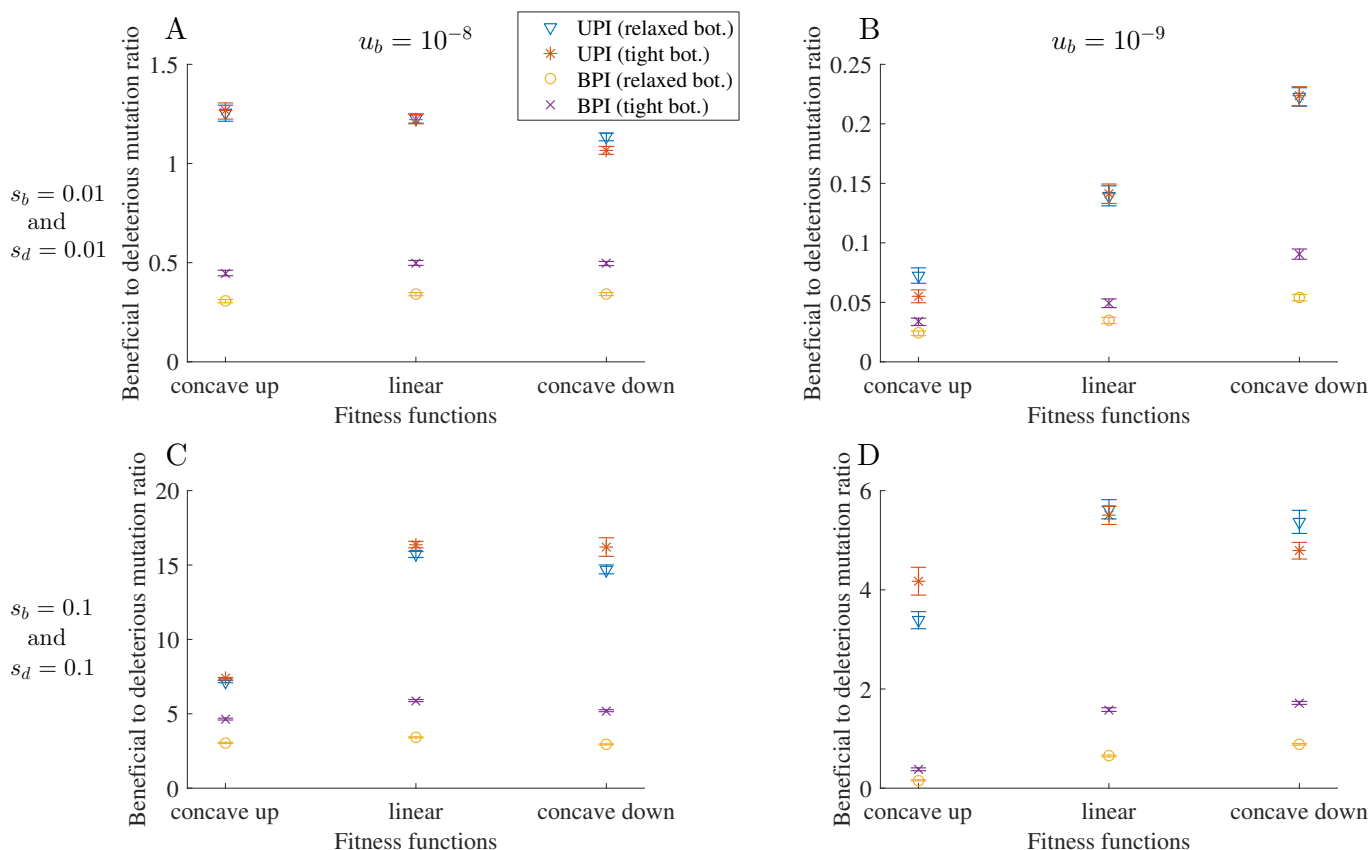 A
u_b = 10^{-8}
UPI (relaxed bot.)
UPI (tight bot.)
BPI (relaxed bot.)
BPI (tight bot.)
B
u_b = 10^{-9}
s_b = 0.01
and
s_d = 0.01
Beneficial to deleterious mutation ratio
1.5
1
0.5
0
concave up linear concave down
Fitness functions
Beneficial to deleterious mutation ratio
0.25
0.2
0.15
0.1
0.05
0
concave up linear concave down
Fitness functions
s_b = 0.1
and
s_d = 0.1
C
Beneficial to deleterious mutation ratio
20
15
10
5
0
concave up linear concave down
Fitness functions
D
Beneficial to deleterious mutation ratio
6
4
2
0
concave up linear concave down
Fitness functions